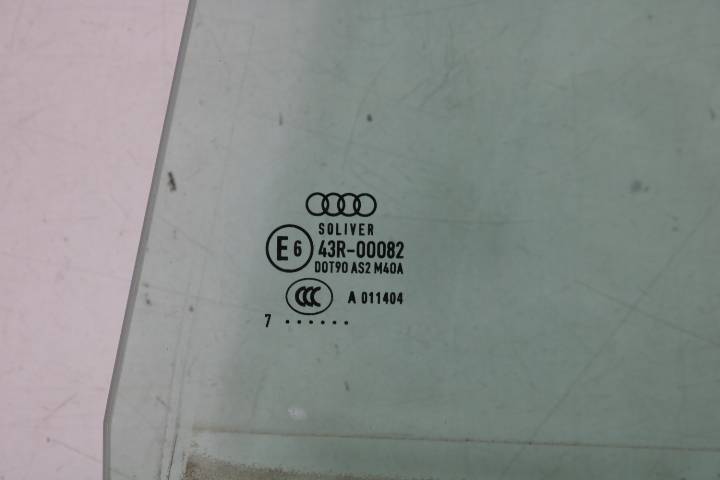 SOLIVER
E6 43R-00082
DOT90 AS2 M40A
CCC A 011404
7 . . . . . .